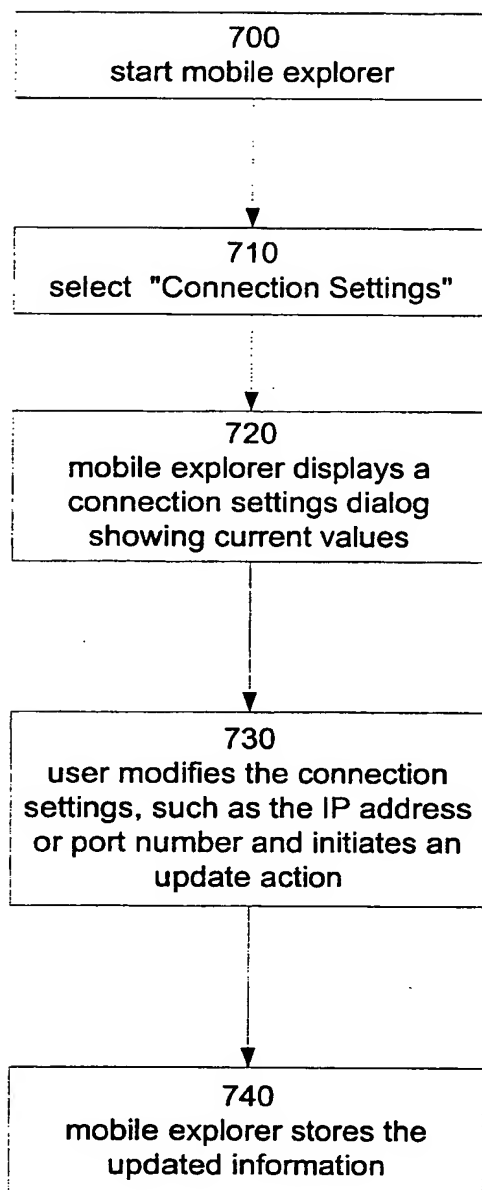 700
start mobile explorer
710
select "Connection Settings"
720
mobile explorer displays a
connection settings dialog
showing current values
730
user modifies the connection
settings, such as the IP address
or port number and initiates an
update action
740
mobile explorer stores the
updated information